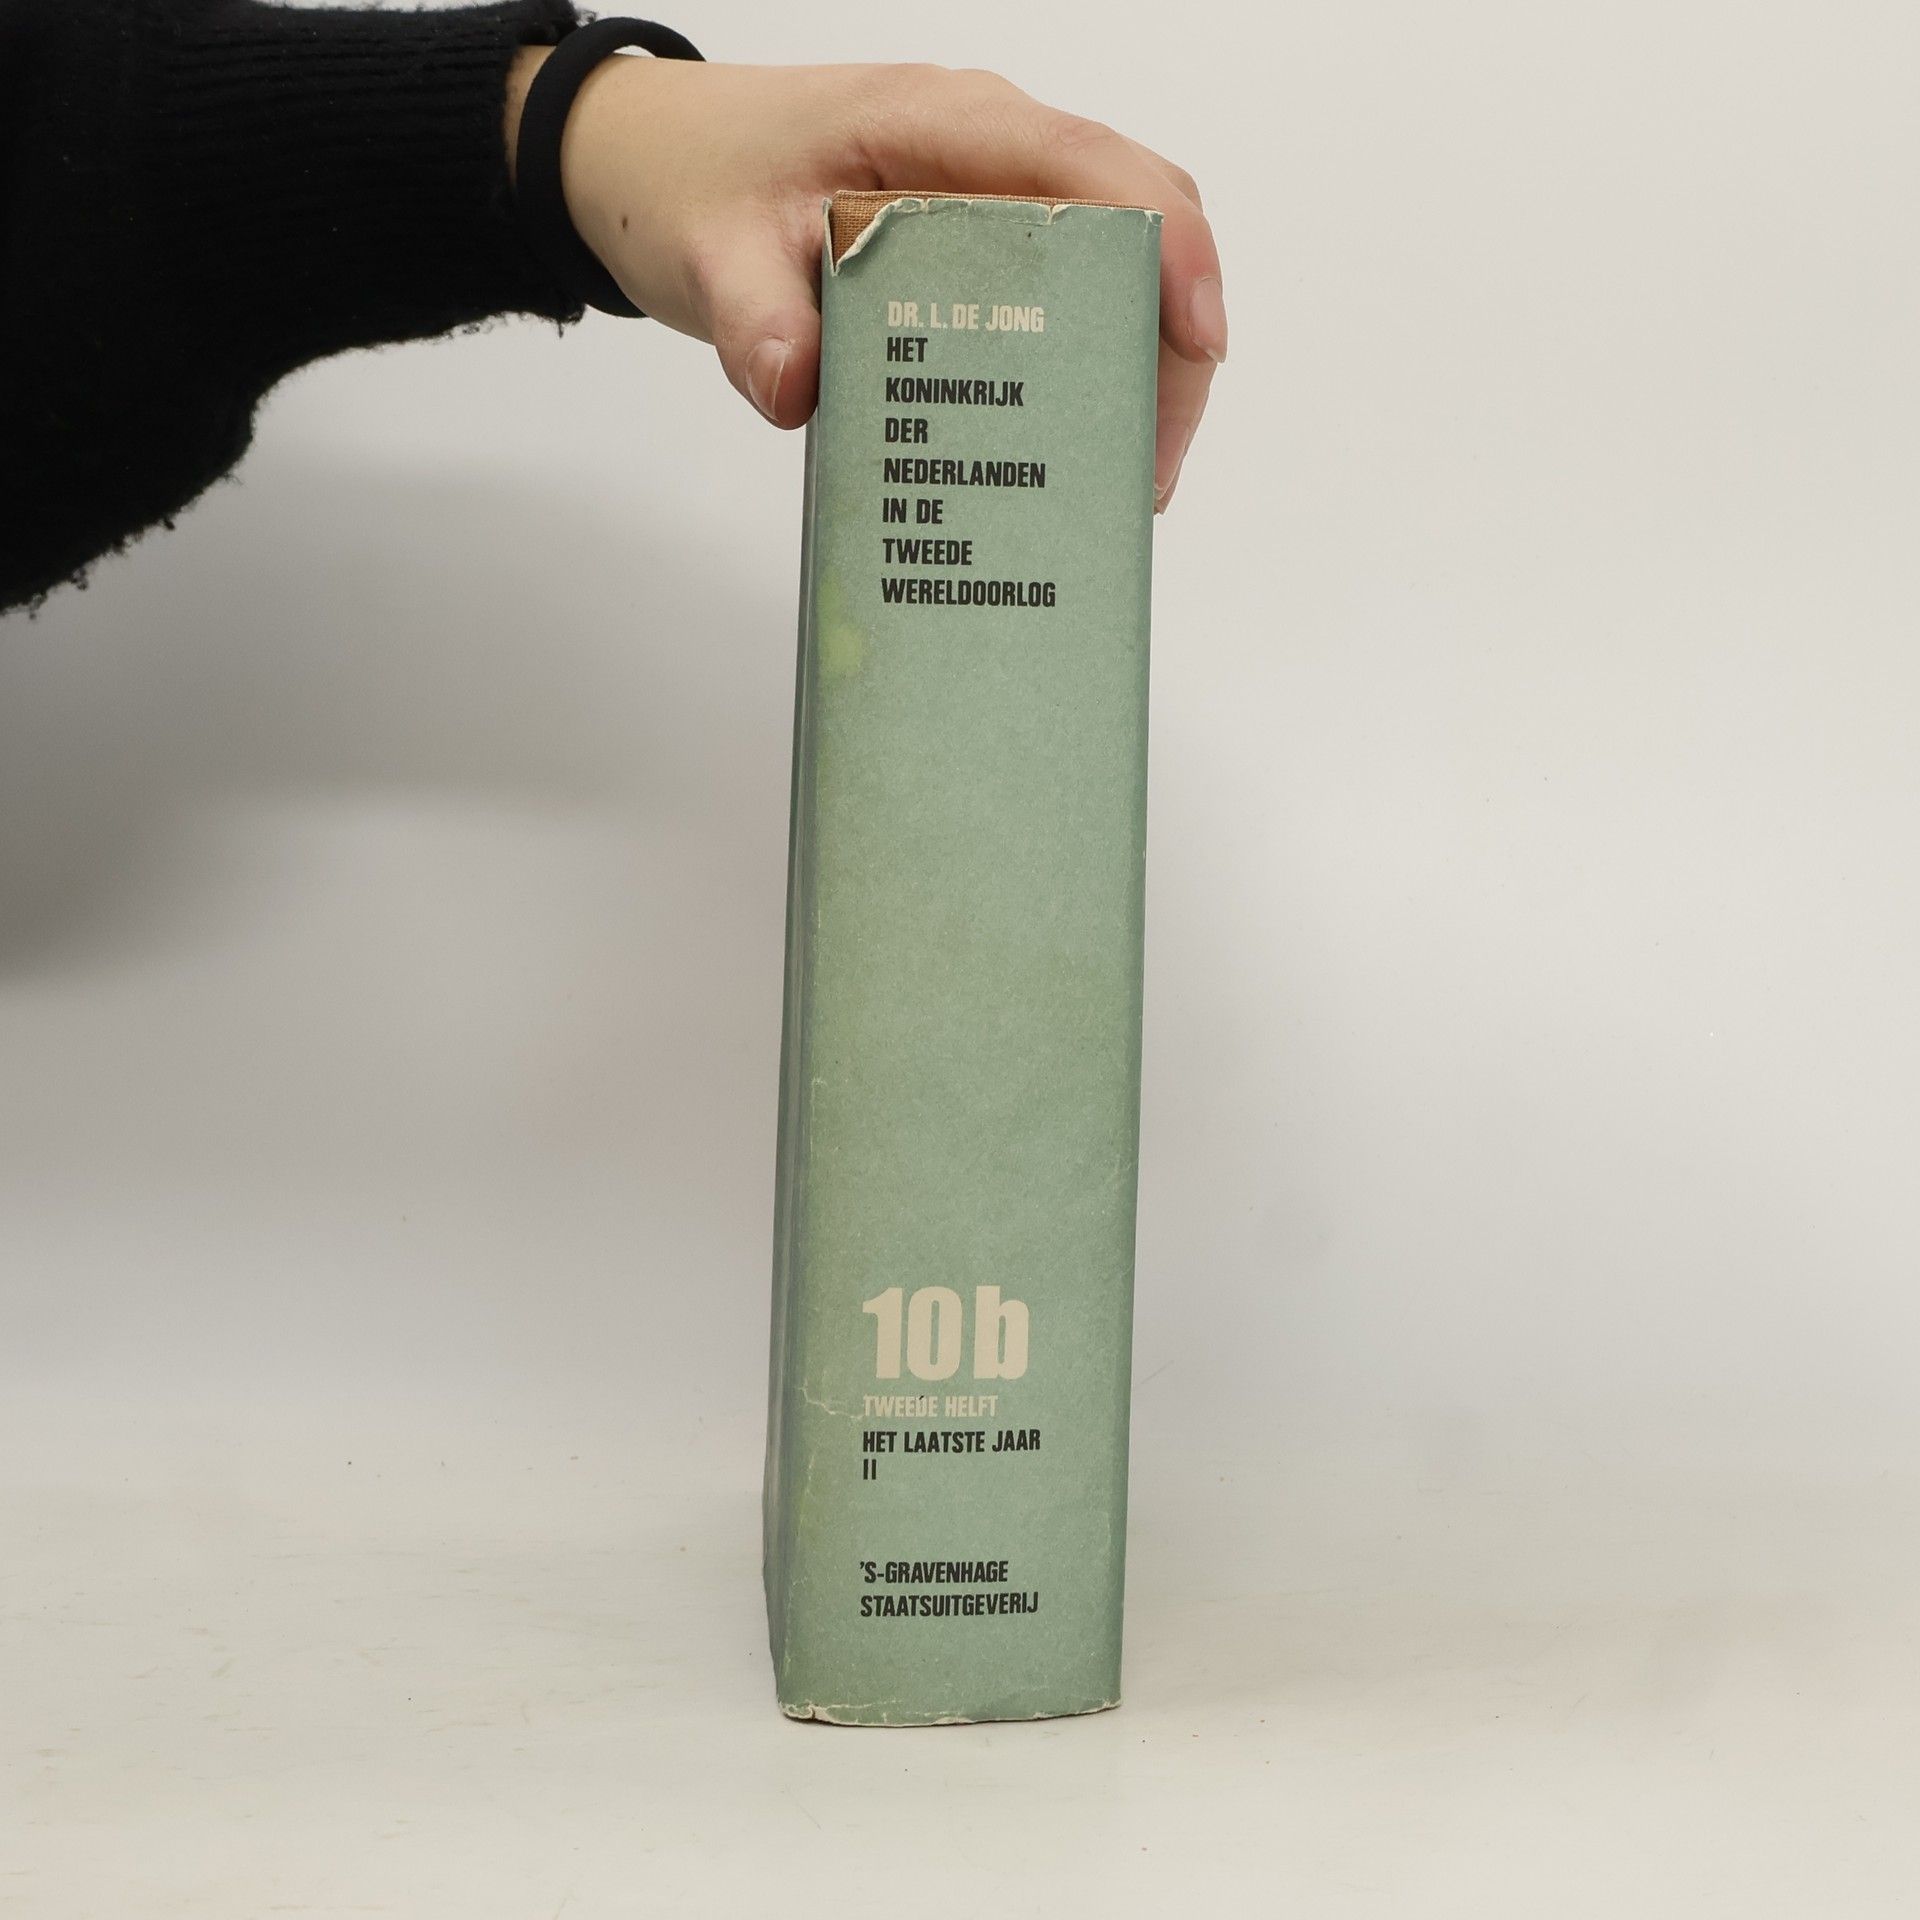 DR. L. DE JONG
HET
KONINKRIJK
DER
NEDERLANDEN
IN DE
TWEEDE
WERELDOORLOG
10b
TWEEDE HELFT
HET LAATSTE JAAR
II
'S-GRAVENHAGE
STAATSUITGEVERIJ